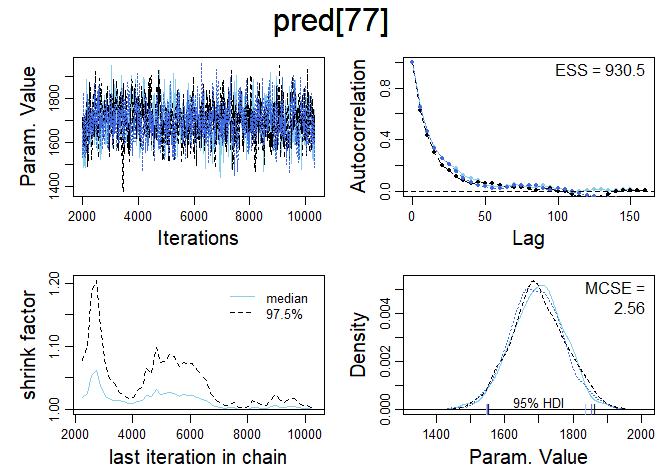 pred[77]
Param. Value
1400
1600
1800
2000
4000
6000
8000
10000
Iterations
Autocorrelation
0.0
0.4
0.8
ESS = 930.5
0
50
100
150
Lag
shrink factor
1.00
1.10
1.20
median
97.5%
2000
4000
6000
8000
10000
last iteration in chain
Density
0.000
0.002
0.004
MCSE =
2.56
95% HDI
1400
1600
1800
2000
Param. Value